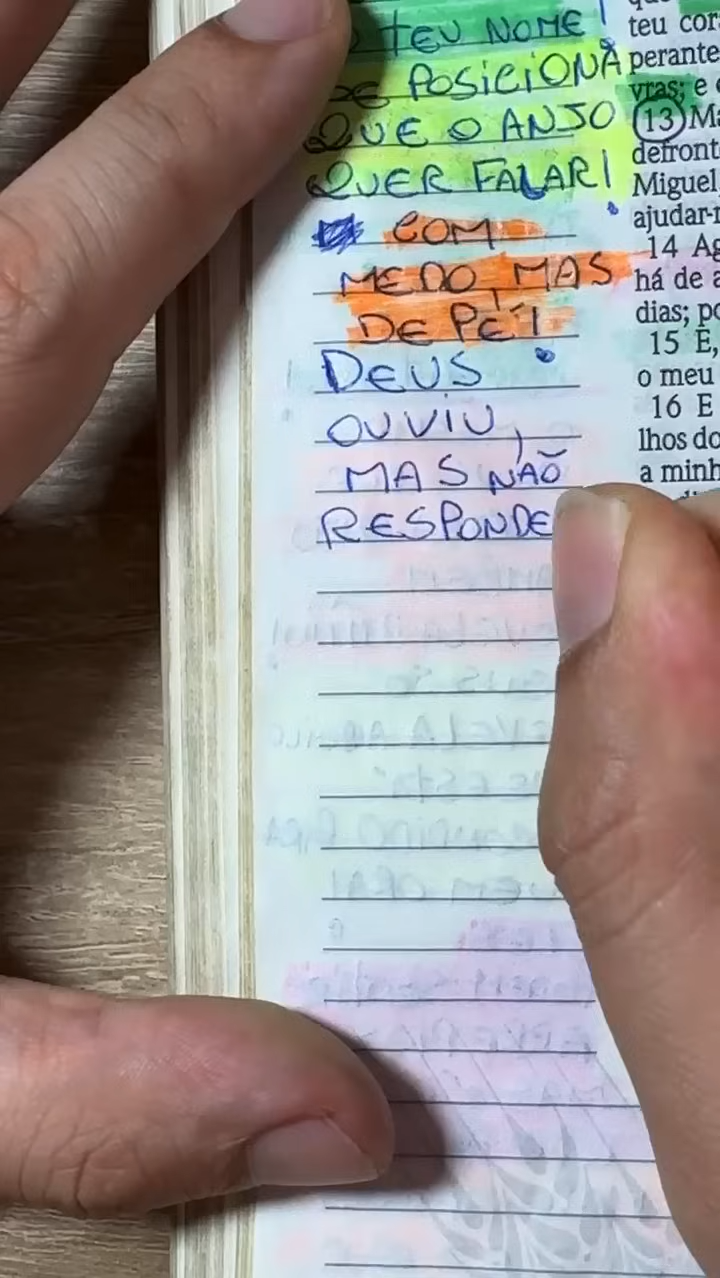 TEU NOME!
SE POSICIONA
QUE O ANJO
QUER FALAR!
COM
MEDO, MAS
DE PÉ!
DEUS
OUVIU,
MAS NÃO
RESPONDE
teu cor
perante
vras; e
13 Ma
defront
Miguel
ajudar-
14 Ag
há de a
dias; po
15 E,
o meu
16 E
lhos do
a minh